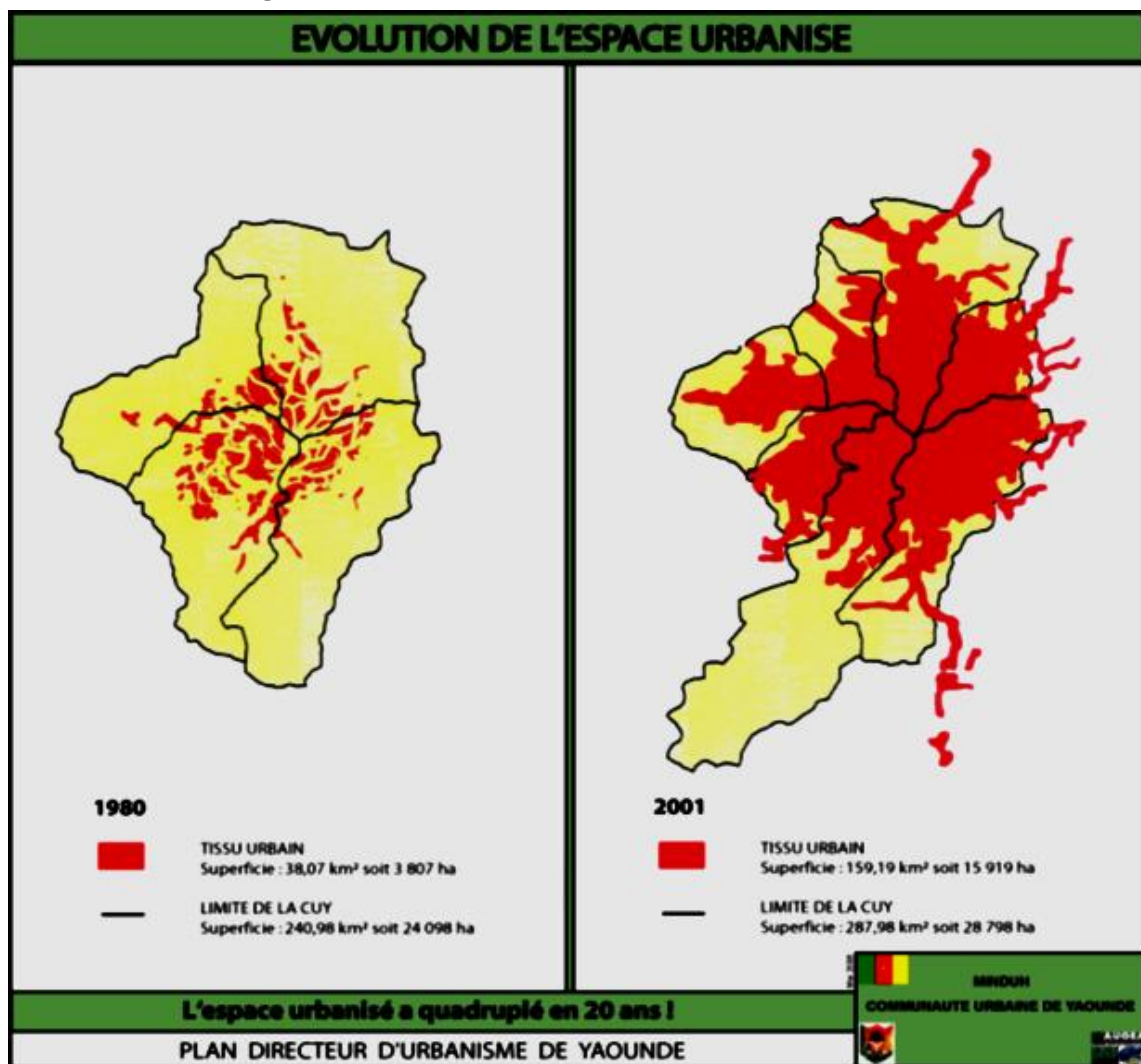 EVOLUTION DE L'ESPACE URBANISE
1980
TISSU URBAIN
Superficie : 38,07 km² soit 3 807 ha
LIMITE DE LA CUY
Superficie : 240,98 km² soit 24 098 ha
2001
TISSU URBAIN
Superficie : 159,19 km² soit 15 919 ha
LIMITE DE LA CUY
Superficie : 287,98 km² soit 28 798 ha
L'espace urbanisé a quadruplé en 20 ans !
PLAN DIRECTEUR D'URBANISME DE YAOUNDE
MINDUH
COMMUNAUTE URBAINE DE YAOUNDE